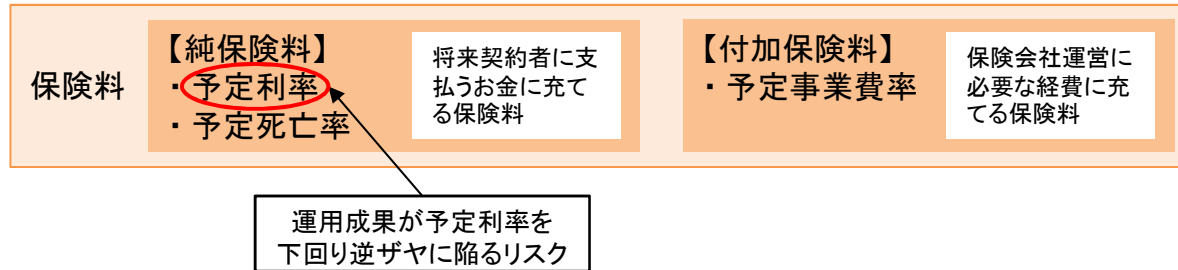 保険料
【純保険料】
・予定利率
・予定死亡率
将来契約者に支
払うお金に充て
る保険料
【付加保険料】
・予定事業費率
保険会社運営に
必要な経費に充
てる保険料
運用成果が予定利率を
下回り逆ザヤに陥るリスク